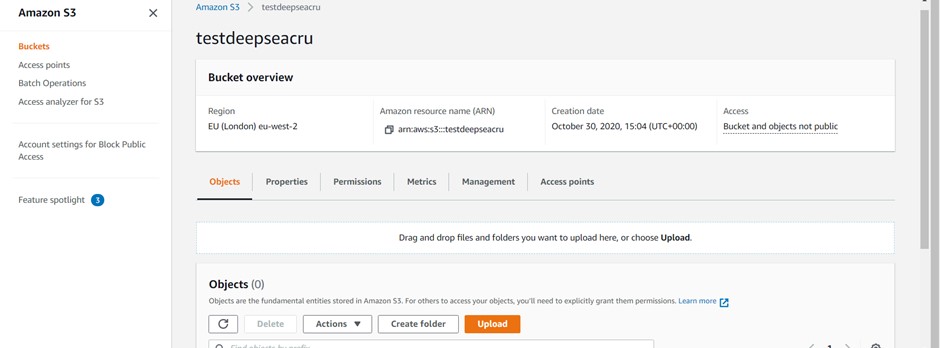 Amazon S3
Buckets
Access points
Batch Operations
Access analyzer for S3
Account settings for Block Public
Access
Feature spotlight 3
Amazon S3 > testdeepseacru
testdeepseacru
Bucket overview
Region
EU (London) eu-west-2
Amazon resource name (ARN)
arn:aws:s3:::testdeepseacru
Creation date
October 30, 2020, 15:04 (UTC+00:00)
Access
Bucket and objects not public
Objects Properties Permissions Metrics Management Access points
Drag and drop files and folders you want to upload here, or choose Upload.
Objects (0)
Objects are the fundamental entities stored in Amazon S3. For others to access your objects, you'll need to explicitly grant them permissions. Learn more
Delete Actions Create folder Upload
Find objects by prefix
1